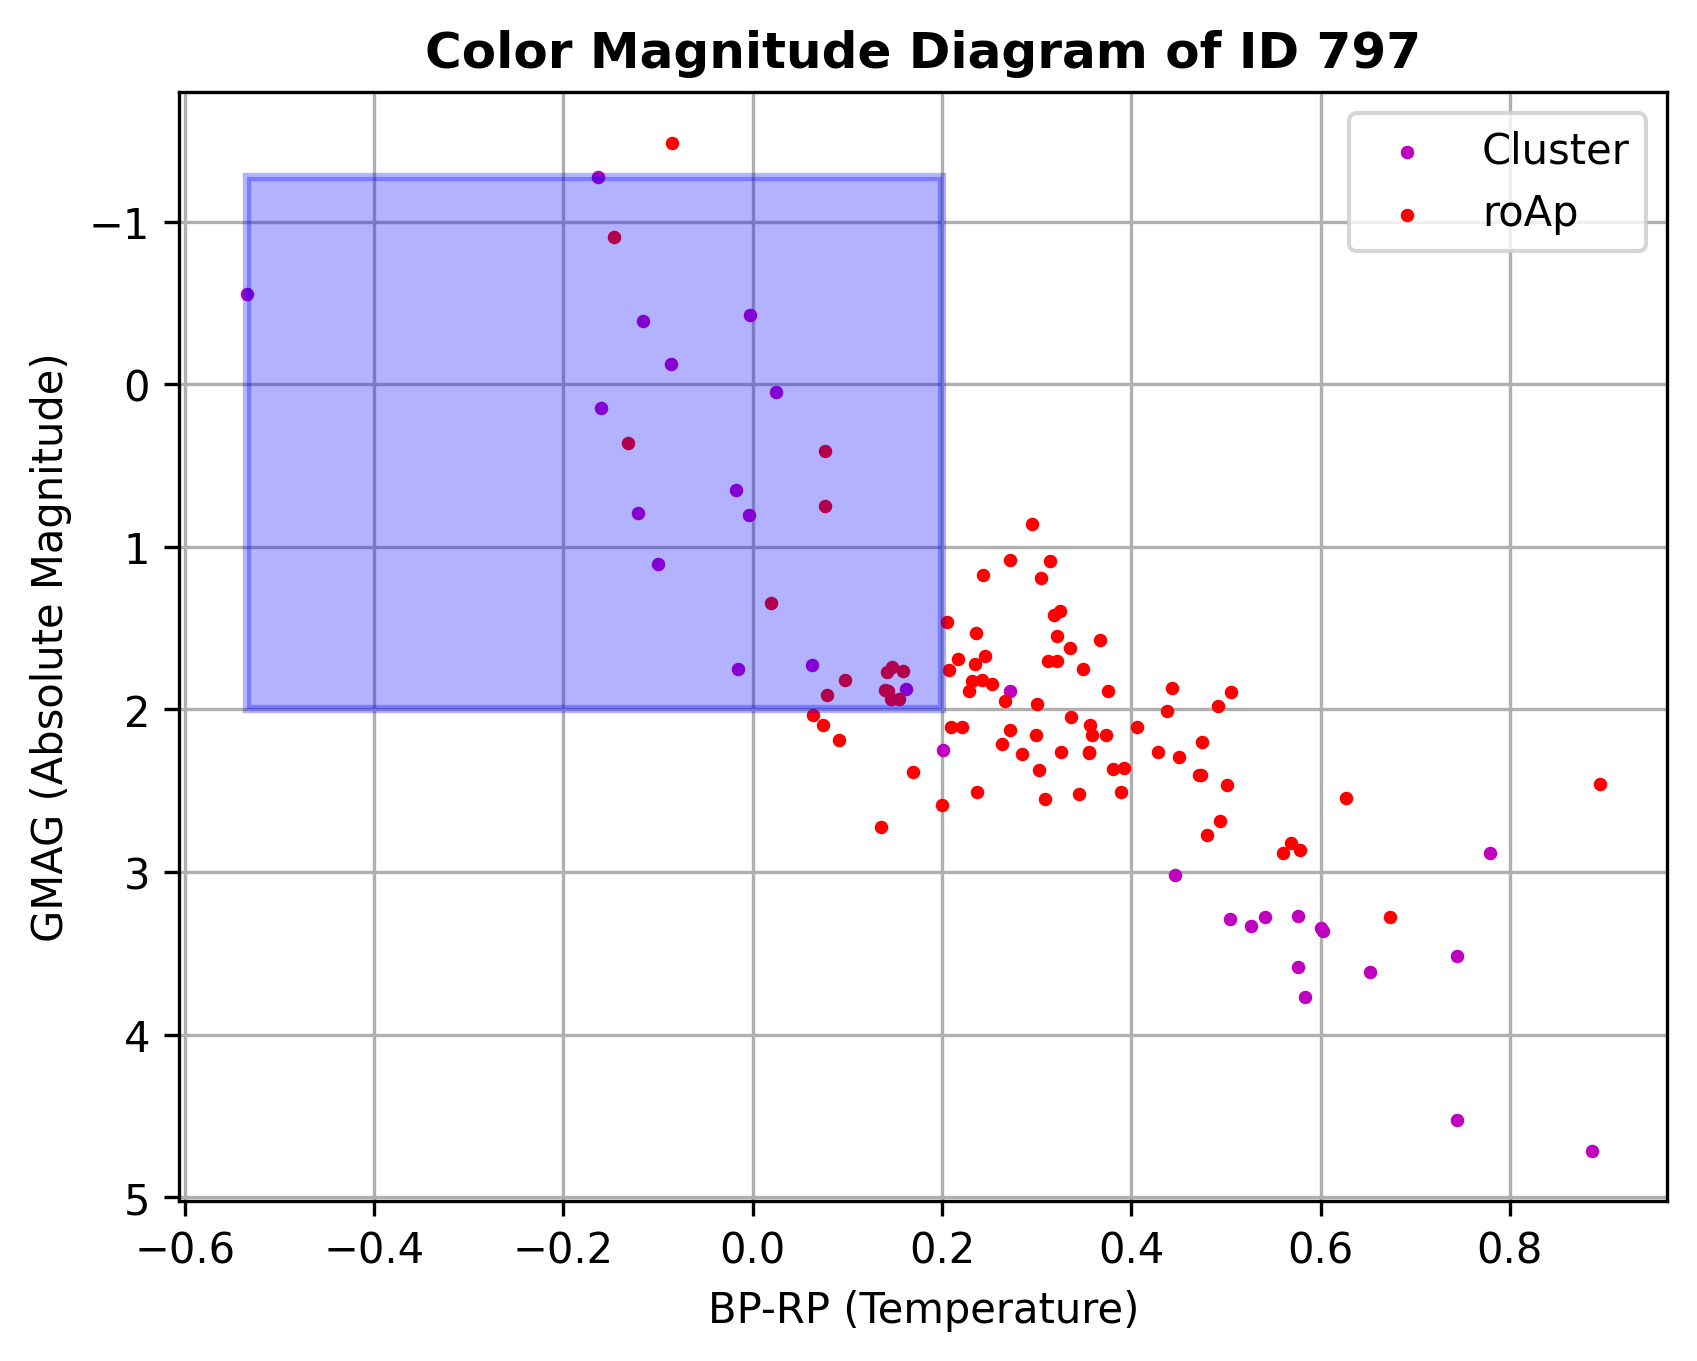 Color Magnitude Diagram of ID 797
Cluster
roAp
GMAG (Absolute Magnitude)
−1
0
1
2
3
4
5
−0.6 −0.4 −0.2 0.0 0.2 0.4 0.6 0.8
BP-RP (Temperature)